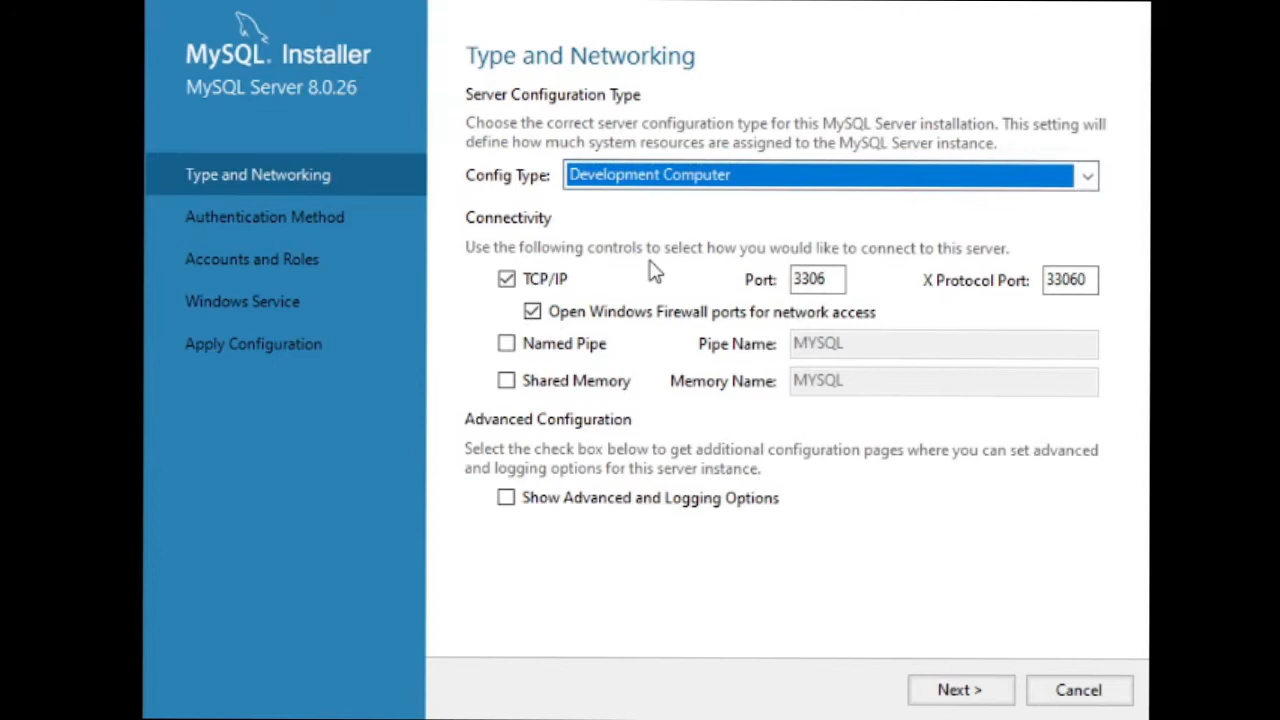 MySQL. Installer
MySQL Server 8.0.26
Type and Networking
Authentication Method
Accounts and Roles
Windows Service
Apply Configuration
Type and Networking
Server Configuration Type
Choose the correct server configuration type for this MySQL Server installation. This setting will
define how much system resources are assigned to the MySQL Server instance.
Config Type: Development Computer
Connectivity
Use the following controls to select how you would like to connect to this server.
TCP/IP Port: 3306 X Protocol Port: 33060
Open Windows Firewall ports for network access
Named Pipe Pipe Name: MYSQL
Shared Memory Memory Name: MYSQL
Advanced Configuration
Select the check box below to get additional configuration pages where you can set advanced
and logging options for this server instance.
Show Advanced and Logging Options
Next > Cancel